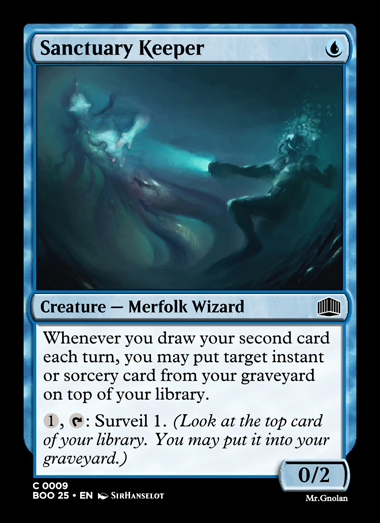 Sanctuary Keeper
Creature — Merfolk Wizard
Whenever you draw your second card
each turn, you may put target instant
or sorcery card from your graveyard
on top of your library.
1, : Surveil 1. (Look at the top card
of your library. You may put it into your
graveyard.)
0/2
C 0009
BOO 25 • EN SirHanselot
Mr.Gnolan